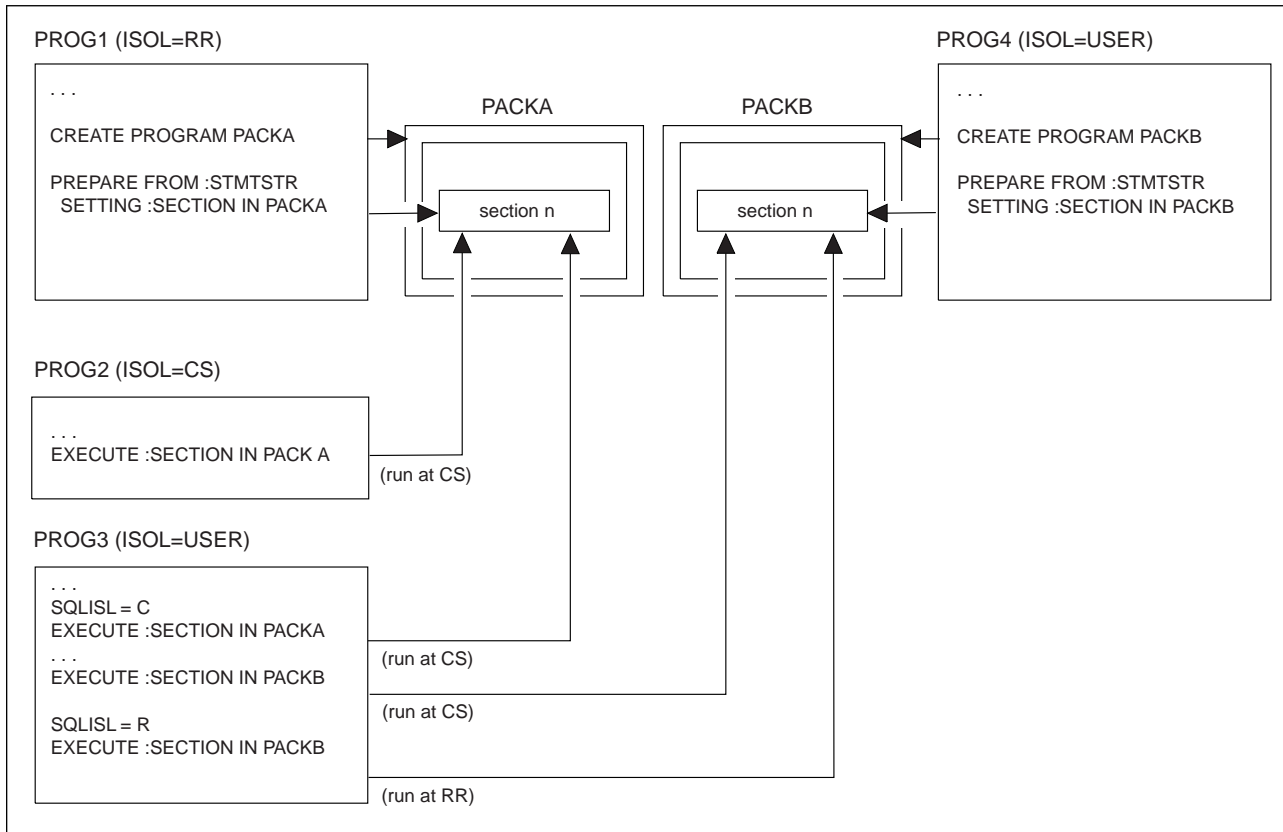 PROG1 (ISOL=RR)
. . .
CREATE PROGRAM PACKA
PREPARE FROM :STMTSTR
SETTING :SECTION IN PACKA
PACKA
section n
PACKB
section n
PROG4 (ISOL=USER)
. . .
CREATE PROGRAM PACKB
PREPARE FROM :STMTSTR
SETTING :SECTION IN PACKB
PROG2 (ISOL=CS)
. . .
EXECUTE :SECTION IN PACK A
(run at CS)
PROG3 (ISOL=USER)
. . .
SQLISL = C
EXECUTE :SECTION IN PACKA
. . .
EXECUTE :SECTION IN PACKB
SQLISL = R
EXECUTE :SECTION IN PACKB
(run at CS)
(run at CS)
(run at RR)